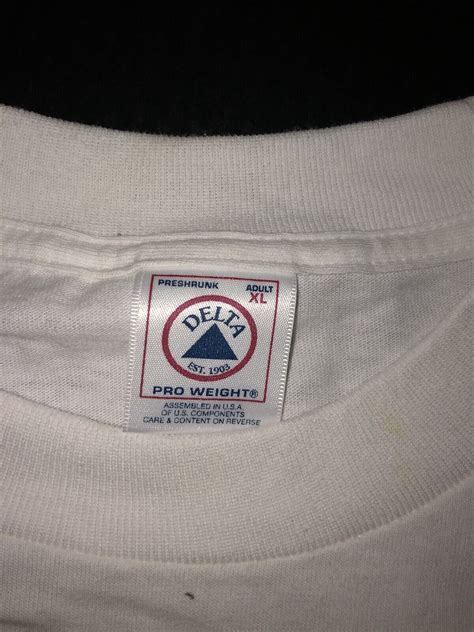 PRESHRUNK ADULT
XL
DELTA
EST. 1903
PRO WEIGHT®
ASSEMBLED IN U.S.A
OF U.S. COMPONENTS
CARE & CONTENT ON REVERSE